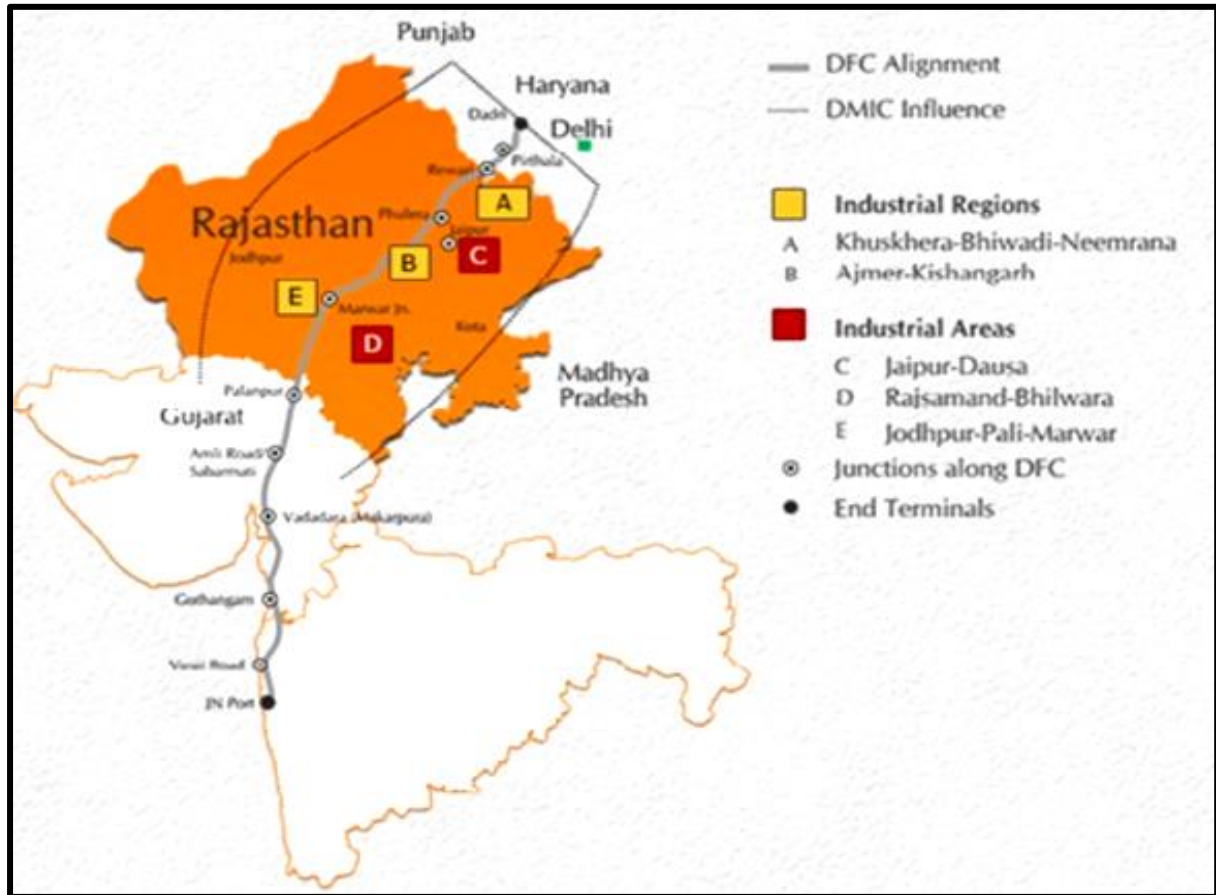 Punjab
Haryana
Dadri
Delhi
Pirthala
Rewari
A
Rajasthan
Phulera
Jaipur
Jodhpur
B
C
E
Marwar Jn.
D
Kota
Madhya
Pradesh
Palanpur
Gujarat
Amli Road/
Sabarmati
Vadadara (Makarpura)
Gothangam
Vasai Road
JN Port
DFC Alignment
DMIC Influence
Industrial Regions
A Khuskhera-Bhiwadi-Neemrana
B Ajmer-Kishangarh
Industrial Areas
C Jaipur-Dausa
D Rajsamand-Bhilwara
E Jodhpur-Pali-Marwar
Junctions along DFC
End Terminals